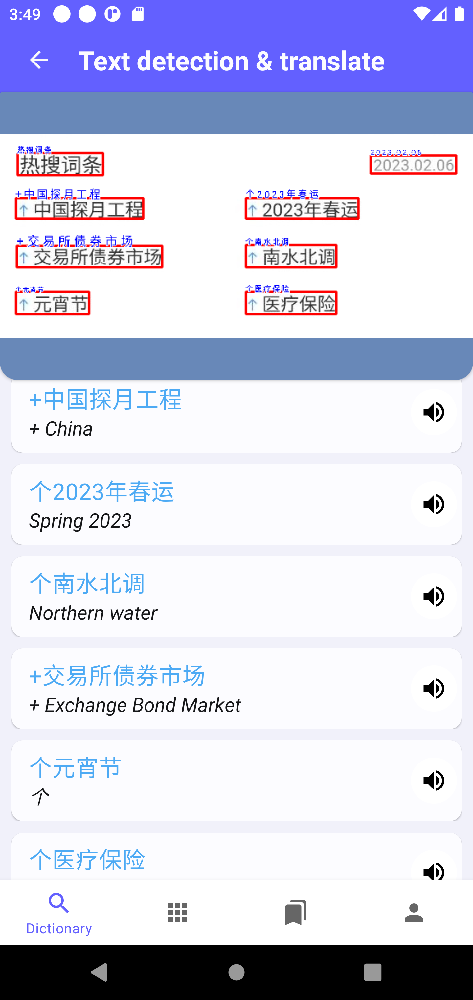 3:49
Text detection & translate
热搜词条
热搜词条
2023.02.06
2023.02.06
+中国探月工程
↑ 中国探月工程
个2023年春运
↑ 2023年春运
+交易所债券市场
↑ 交易所债券市场
个南水北调
↑ 南水北调
个元宵节
↑ 元宵节
个医疗保险
↑ 医疗保险
+中国探月工程
+ China
个2023年春运
Spring 2023
个南水北调
Northern water
+交易所债券市场
+ Exchange Bond Market
个元宵节
个
个医疗保险
Dictionary